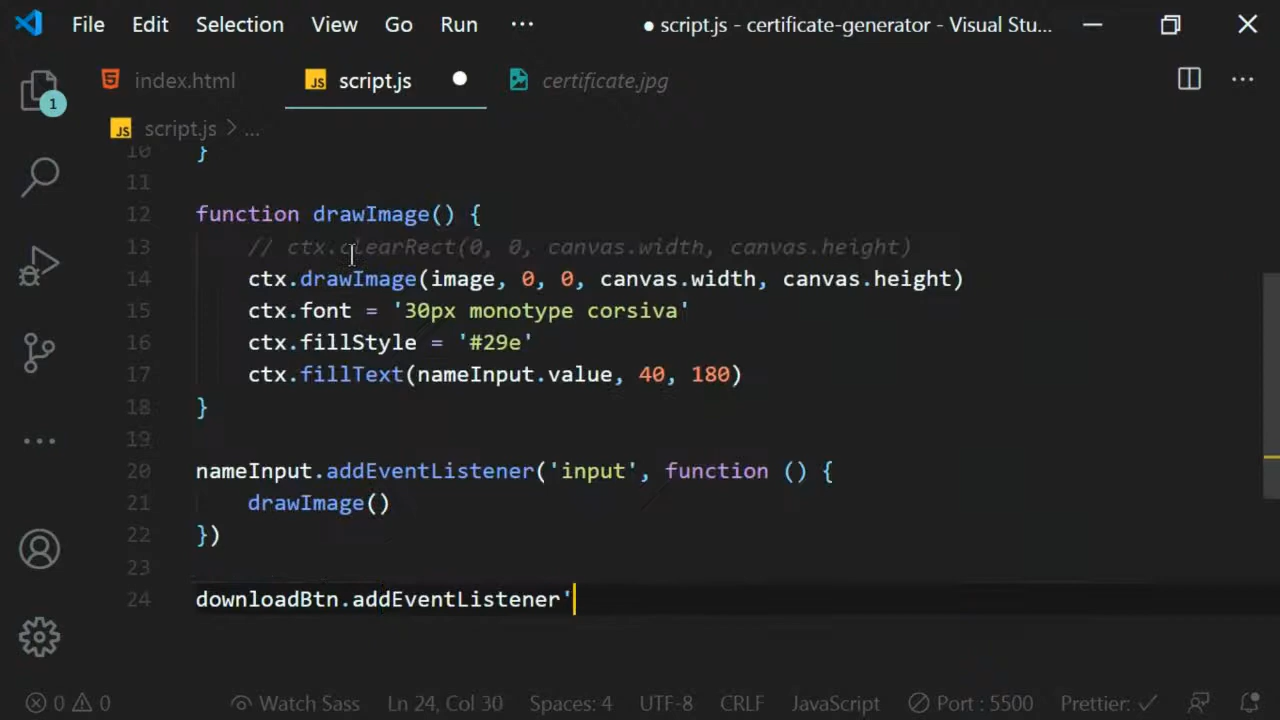 File Edit Selection View Go Run ··· ● script.js - certificate-generator - Visual Stu...
index.html JS script.js ● certificate.jpg ···
1
JS script.js > ...
10 }
11
12 function drawImage() {
13 // ctx.clearRect(0, 0, canvas.width, canvas.height)
14 ctx.drawImage(image, 0, 0, canvas.width, canvas.height)
15 ctx.font = '30px monotype corsiva'
16 ctx.fillStyle = '#29e'
17 ctx.fillText(nameInput.value, 40, 180)
18 }
19
20 nameInput.addEventListener('input', function () {
21 drawImage()
22 })
23
24 downloadBtn.addEventListener'
0 0 Watch Sass Ln 24, Col 30 Spaces: 4 UTF-8 CRLF JavaScript Port : 5500 Prettier: ✓